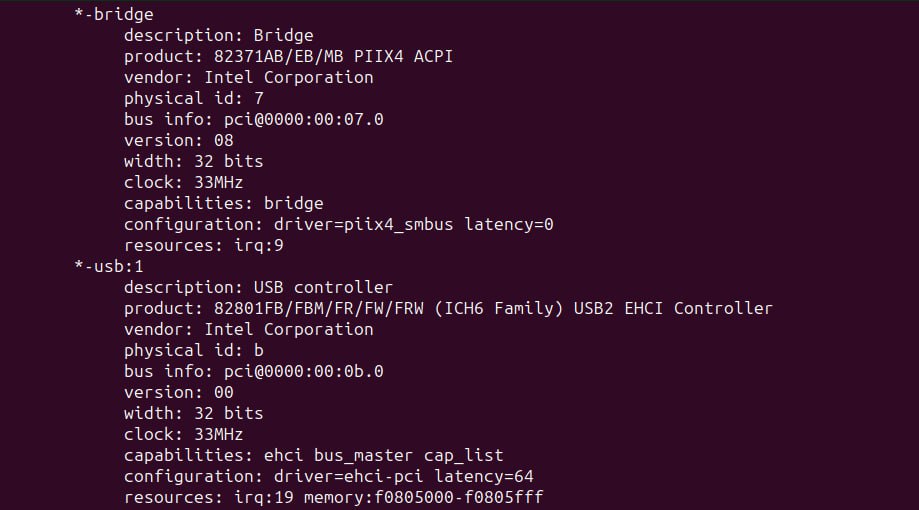 *-bridge
description: Bridge
product: 82371AB/EB/MB PIIX4 ACPI
vendor: Intel Corporation
physical id: 7
bus info: pci@0000:00:07.0
version: 08
width: 32 bits
clock: 33MHz
capabilities: bridge
configuration: driver=piix4_smbus latency=0
resources: irq:9
*-usb:1
description: USB controller
product: 82801FB/FBM/FR/FW/FRW (ICH6 Family) USB2 EHCI Controller
vendor: Intel Corporation
physical id: b
bus info: pci@0000:00:0b.0
version: 00
width: 32 bits
clock: 33MHz
capabilities: ehci bus_master cap_list
configuration: driver=ehci-pci latency=64
resources: irq:19 memory:f0805000-f0805fff